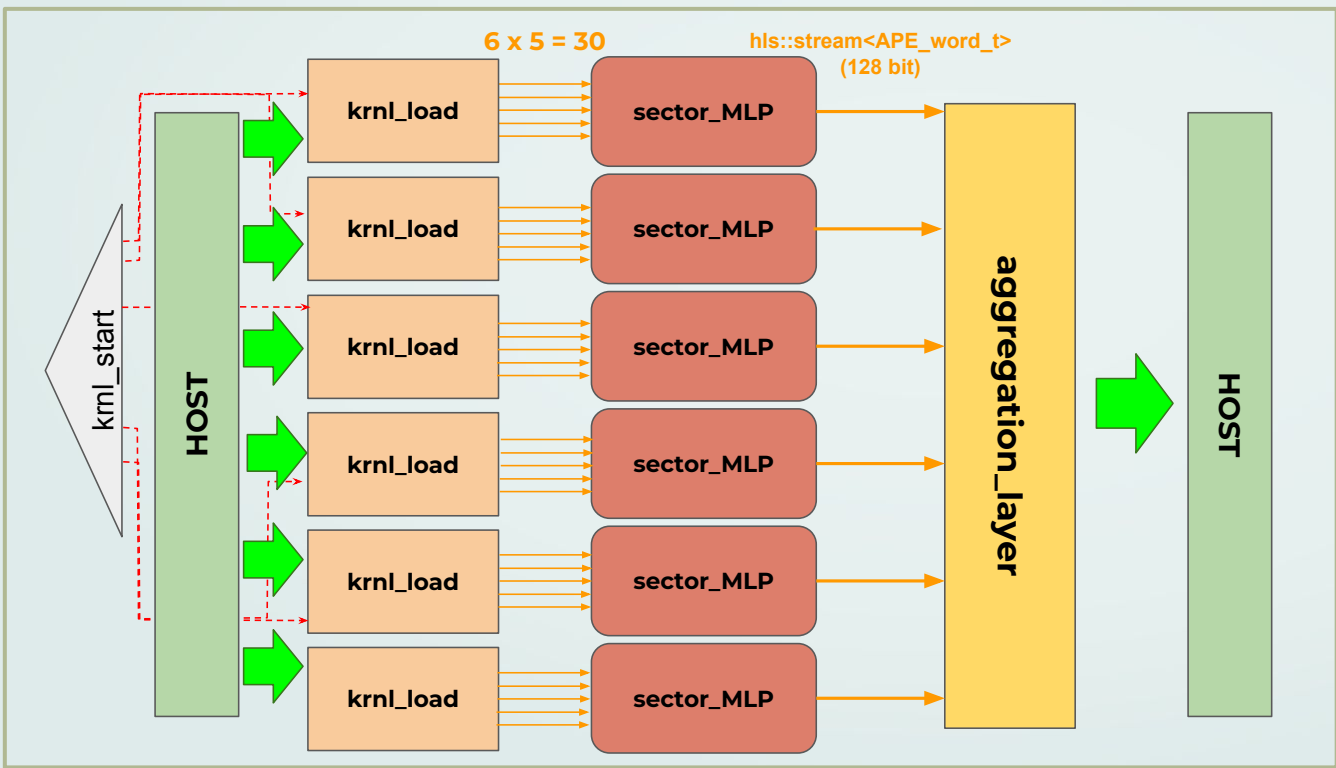 6 x 5 = 30
hls::stream<APE_word_t>
(128 bit)
krnl_start
HOST
krnl_load
sector_MLP
krnl_load
sector_MLP
krnl_load
sector_MLP
krnl_load
sector_MLP
krnl_load
sector_MLP
krnl_load
sector_MLP
aggregation_layer
HOST